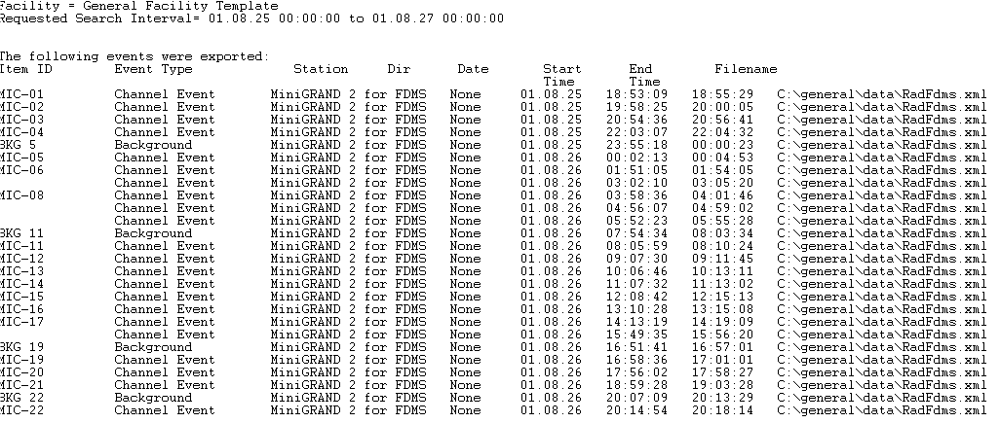 Facility = General Facility Template
Requested Search Interval= 01.08.25 00:00:00 to 01.08.27 00:00:00
The following events were exported:
Item ID Event Type Station Dir Date Start End Filename
Time Time
MIC-01 Channel Event MiniGRAND 2 for FDMS None 01.08.25 18:53:09 18:55:29 C:\general\data\RadFdms.xml
MIC-02 Channel Event MiniGRAND 2 for FDMS None 01.08.25 19:58:25 20:00:05 C:\general\data\RadFdms.xml
MIC-03 Channel Event MiniGRAND 2 for FDMS None 01.08.25 20:54:36 20:56:41 C:\general\data\RadFdms.xml
MIC-04 Channel Event MiniGRAND 2 for FDMS None 01.08.25 22:03:07 22:04:32 C:\general\data\RadFdms.xml
BKG 5 Background MiniGRAND 2 for FDMS None 01.08.25 23:55:18 00:00:23 C:\general\data\RadFdms.xml
MIC-05 Channel Event MiniGRAND 2 for FDMS None 01.08.26 00:02:13 00:04:53 C:\general\data\RadFdms.xml
MIC-06 Channel Event MiniGRAND 2 for FDMS None 01.08.26 01:51:05 01:54:05 C:\general\data\RadFdms.xml
Channel Event MiniGRAND 2 for FDMS None 01.08.26 03:02:10 03:05:20 C:\general\data\RadFdms.xml
MIC-08 Channel Event MiniGRAND 2 for FDMS None 01.08.26 03:58:36 04:01:46 C:\general\data\RadFdms.xml
Channel Event MiniGRAND 2 for FDMS None 01.08.26 04:56:07 04:59:02 C:\general\data\RadFdms.xml
Channel Event MiniGRAND 2 for FDMS None 01.08.26 05:52:23 05:55:28 C:\general\data\RadFdms.xml
BKG 11 Background MiniGRAND 2 for FDMS None 01.08.26 07:54:34 08:03:34 C:\general\data\RadFdms.xml
MIC-11 Channel Event MiniGRAND 2 for FDMS None 01.08.26 08:05:59 08:10:24 C:\general\data\RadFdms.xml
MIC-12 Channel Event MiniGRAND 2 for FDMS None 01.08.26 09:07:30 09:11:45 C:\general\data\RadFdms.xml
MIC-13 Channel Event MiniGRAND 2 for FDMS None 01.08.26 10:06:46 10:13:11 C:\general\data\RadFdms.xml
MIC-14 Channel Event MiniGRAND 2 for FDMS None 01.08.26 11:07:32 11:13:02 C:\general\data\RadFdms.xml
MIC-15 Channel Event MiniGRAND 2 for FDMS None 01.08.26 12:08:42 12:15:13 C:\general\data\RadFdms.xml
MIC-16 Channel Event MiniGRAND 2 for FDMS None 01.08.26 13:10:28 13:15:08 C:\general\data\RadFdms.xml
MIC-17 Channel Event MiniGRAND 2 for FDMS None 01.08.26 14:13:19 14:19:09 C:\general\data\RadFdms.xml
Channel Event MiniGRAND 2 for FDMS None 01.08.26 15:49:35 15:56:20 C:\general\data\RadFdms.xml
BKG 19 Background MiniGRAND 2 for FDMS None 01.08.26 16:51:41 16:57:01 C:\general\data\RadFdms.xml
MIC-19 Channel Event MiniGRAND 2 for FDMS None 01.08.26 16:58:36 17:01:01 C:\general\data\RadFdms.xml
MIC-20 Channel Event MiniGRAND 2 for FDMS None 01.08.26 17:56:02 17:58:27 C:\general\data\RadFdms.xml
MIC-21 Channel Event MiniGRAND 2 for FDMS None 01.08.26 18:59:28 19:03:28 C:\general\data\RadFdms.xml
BKG 22 Background MiniGRAND 2 for FDMS None 01.08.26 20:07:09 20:13:29 C:\general\data\RadFdms.xml
MIC-22 Channel Event MiniGRAND 2 for FDMS None 01.08.26 20:14:54 20:18:14 C:\general\data\RadFdms.xml